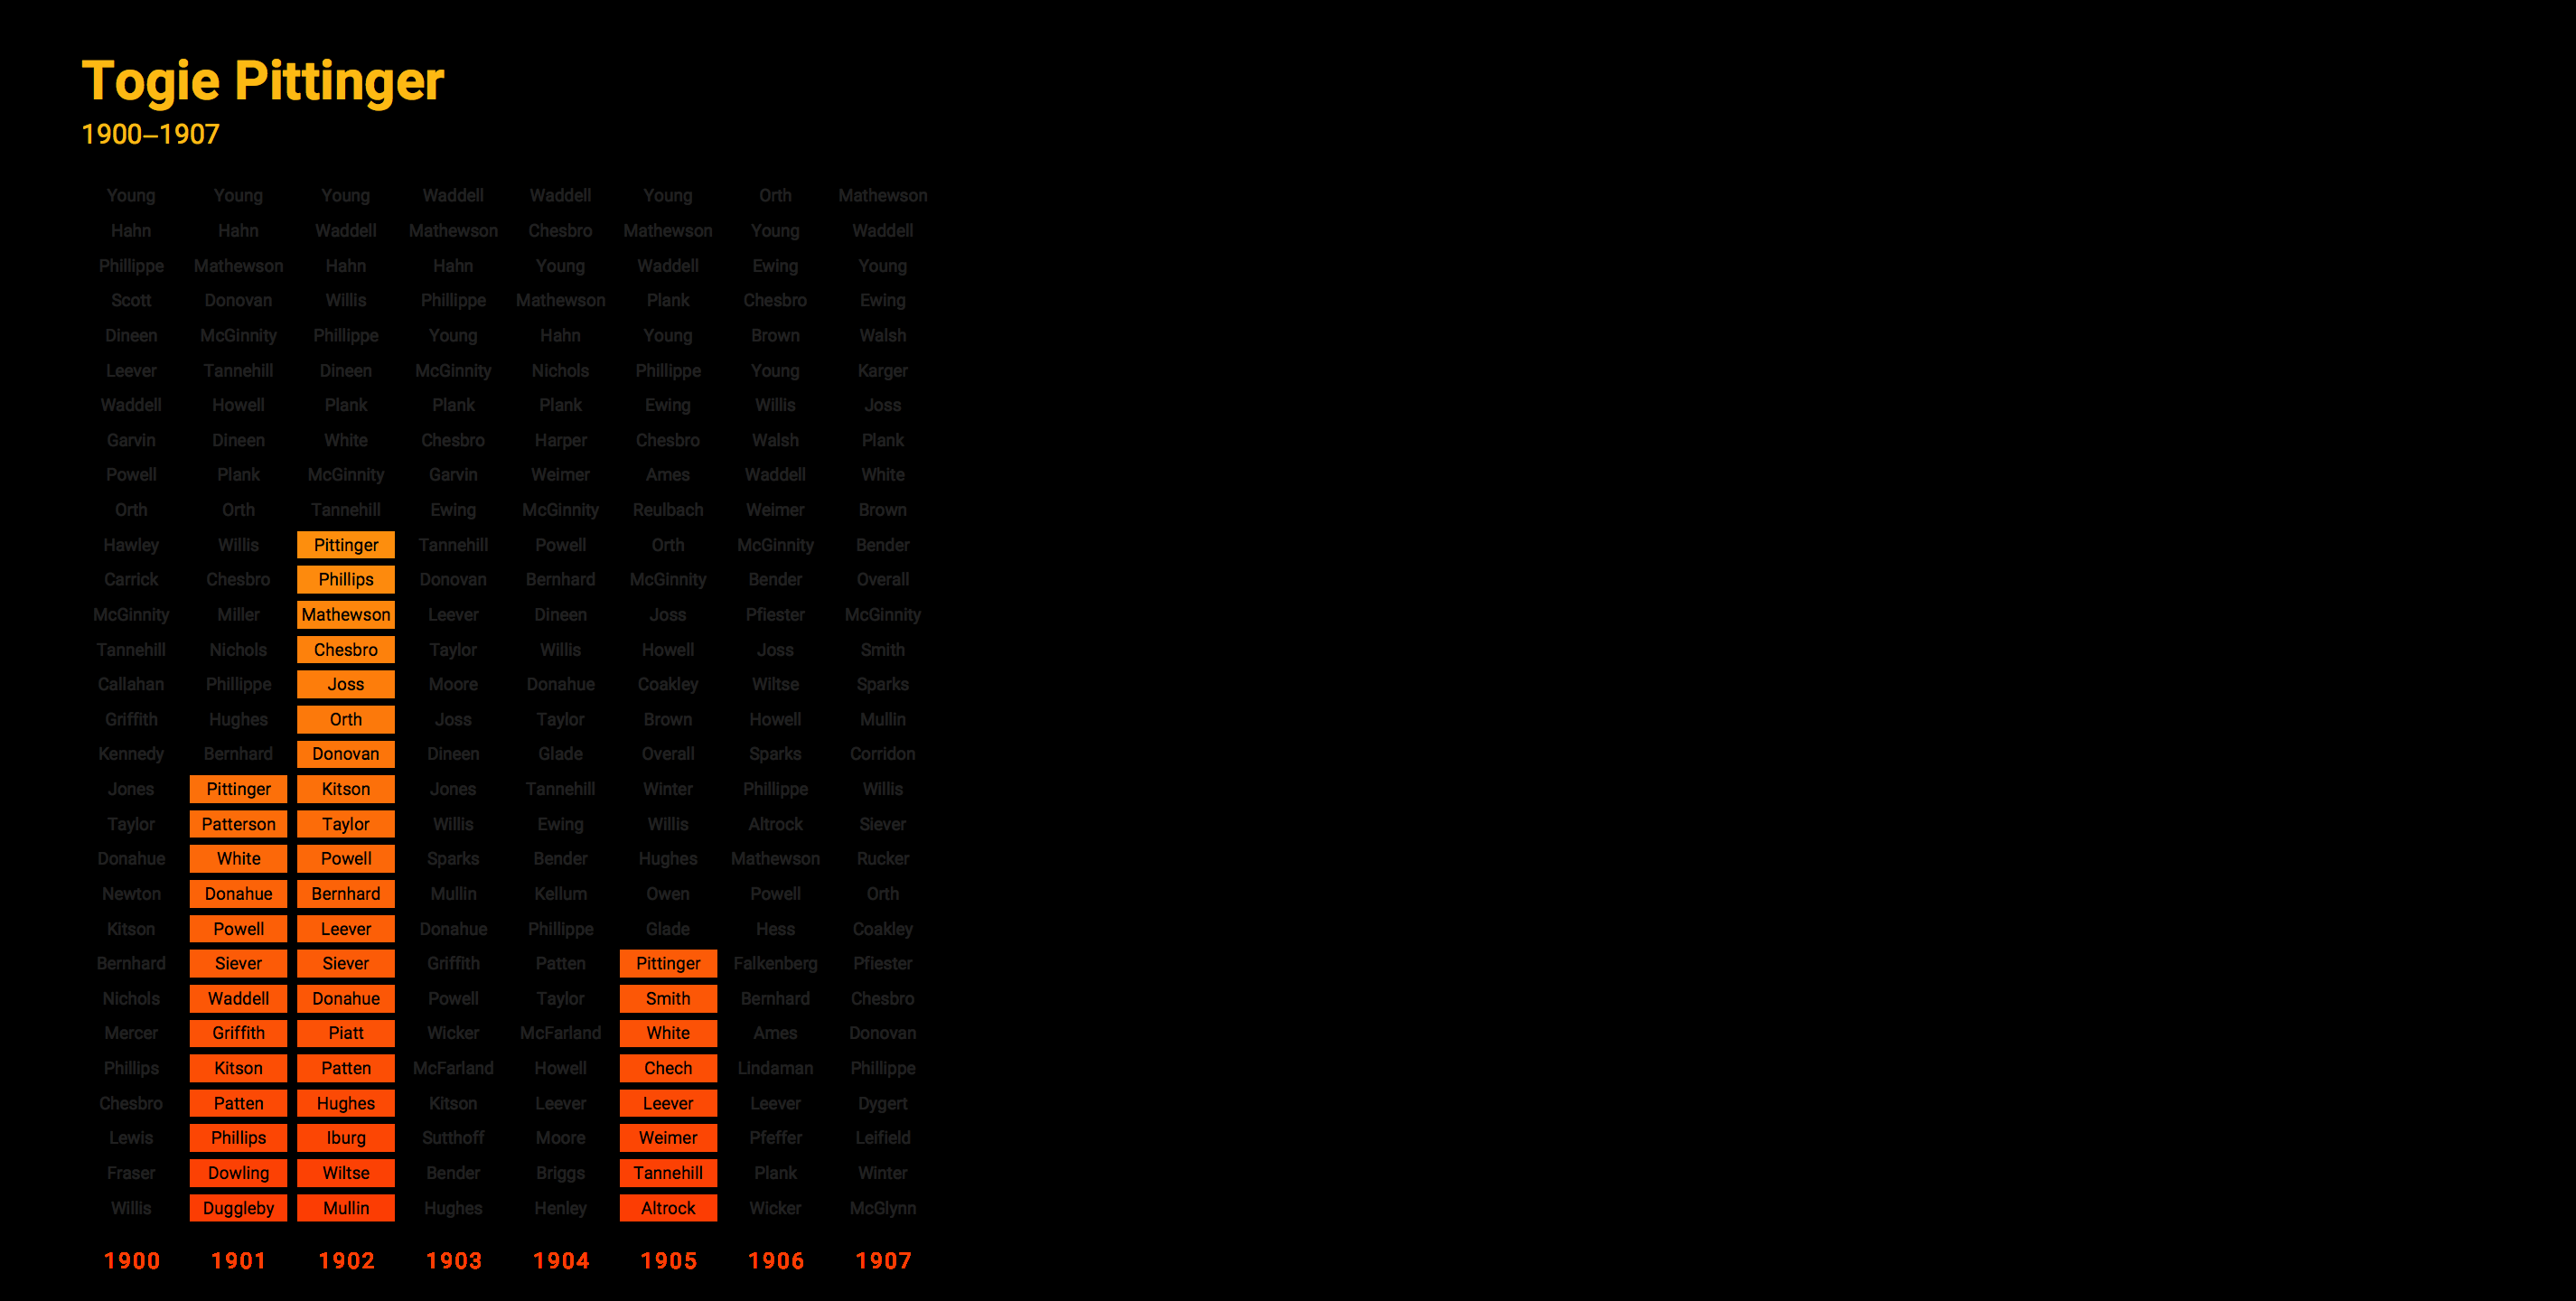 Togie Pittinger
1900–1907
Young Young Young Waddell Waddell Young Orth Mathewson
Hahn Hahn Waddell Mathewson Chesbro Mathewson Young Waddell
Phillippe Mathewson Hahn Hahn Young Waddell Ewing Young
Scott Donovan Willis Phillippe Mathewson Plank Chesbro Ewing
Dineen McGinnity Phillippe Young Hahn Young Brown Walsh
Leever Tannehill Dineen McGinnity Nichols Phillippe Young Karger
Waddell Howell Plank Plank Plank Ewing Willis Joss
Garvin Dineen White Chesbro Harper Chesbro Walsh Plank
Powell Plank McGinnity Garvin Weimer Ames Waddell White
Orth Orth Tannehill Ewing McGinnity Reulbach Weimer Brown
Hawley Willis Pittinger Tannehill Powell Orth McGinnity Bender
Carrick Chesbro Phillips Donovan Bernhard McGinnity Bender Overall
McGinnity Miller Mathewson Leever Dineen Joss Pfiester McGinnity
Tannehill Nichols Chesbro Taylor Willis Howell Joss Smith
Callahan Phillippe Joss Moore Donahue Coakley Wiltse Sparks
Griffith Hughes Orth Joss Taylor Brown Howell Mullin
Kennedy Bernhard Donovan Dineen Glade Overall Sparks Corridon
Jones Pittinger Kitson Jones Tannehill Winter Phillippe Willis
Taylor Patterson Taylor Willis Ewing Willis Altrock Siever
Donahue White Powell Sparks Bender Hughes Mathewson Rucker
Newton Donahue Bernhard Mullin Kellum Owen Powell Orth
Kitson Powell Leever Donahue Phillippe Glade Hess Coakley
Bernhard Siever Siever Griffith Patten Pittinger Falkenberg Pfiester
Nichols Waddell Donahue Powell Taylor Smith Bernhard Chesbro
Mercer Griffith Piatt Wicker McFarland White Ames Donovan
Phillips Kitson Patten McFarland Howell Chech Lindaman Phillippe
Chesbro Patten Hughes Kitson Leever Leever Leever Dygert
Lewis Phillips Iburg Sutthoff Moore Weimer Pfeffer Leifield
Fraser Dowling Wiltse Bender Briggs Tannehill Plank Winter
Willis Duggleby Mullin Hughes Henley Altrock Wicker McGlynn
1900 1901 1902 1903 1904 1905 1906 1907